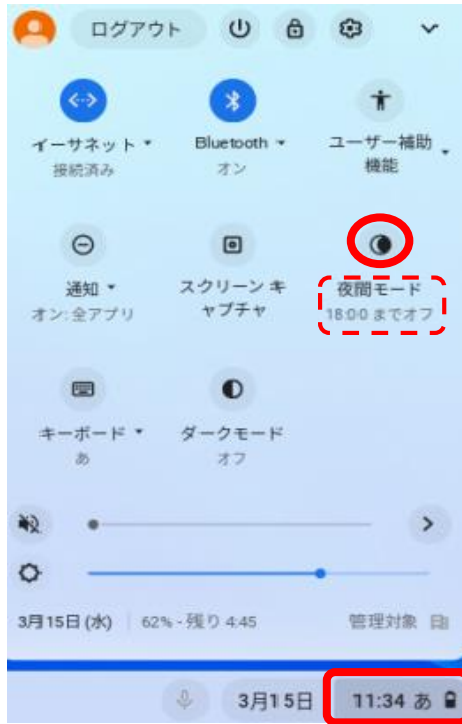 ログアウト
イーサネット
接続済み
Bluetooth
オン
ユーザー補助
機能
通知
オン:全アプリ
スクリーン キ
ャプチャ
夜間モード
18:00 までオフ
キーボード
あ
ダークモード
オフ
3月15日 (水) 62% - 残り 4:45 管理対象
3月15日 11:34 あ